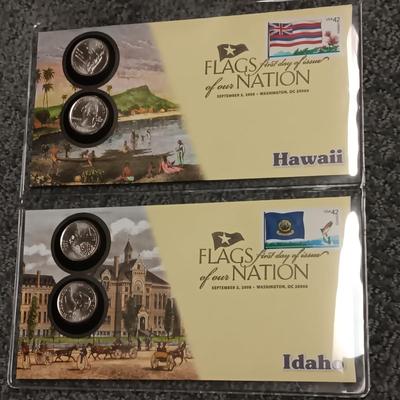 USA 42
FLAGS first day of issue
of our NATION
SEPTEMBER 2, 2008 • WASHINGTON, DC 20066
Hawaii
USA 42
FLAGS first day of issue
of our NATION
SEPTEMBER 2, 2008 • WASHINGTON, DC 20066
Idaho